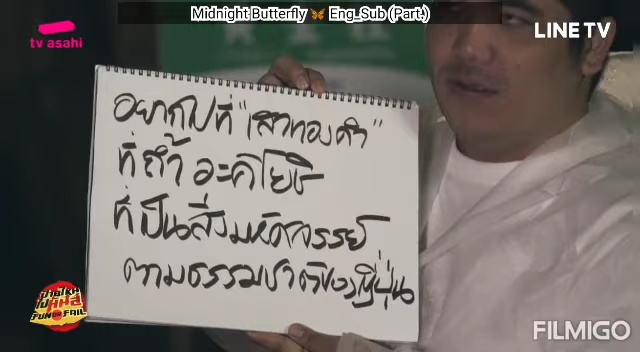 Midnight Butterfly 🦋 Eng_Sub (Part:)
tv asahi
LINE TV
อยากไปที่ "เสาทองคำ"
ที่ถ้ำ อะคิโยชิ
ที่เป็นสิ่งมหัศจรรย์
ตามธรรมชาติของญี่ปุ่น
FUN OR FAIL
FILMIGO